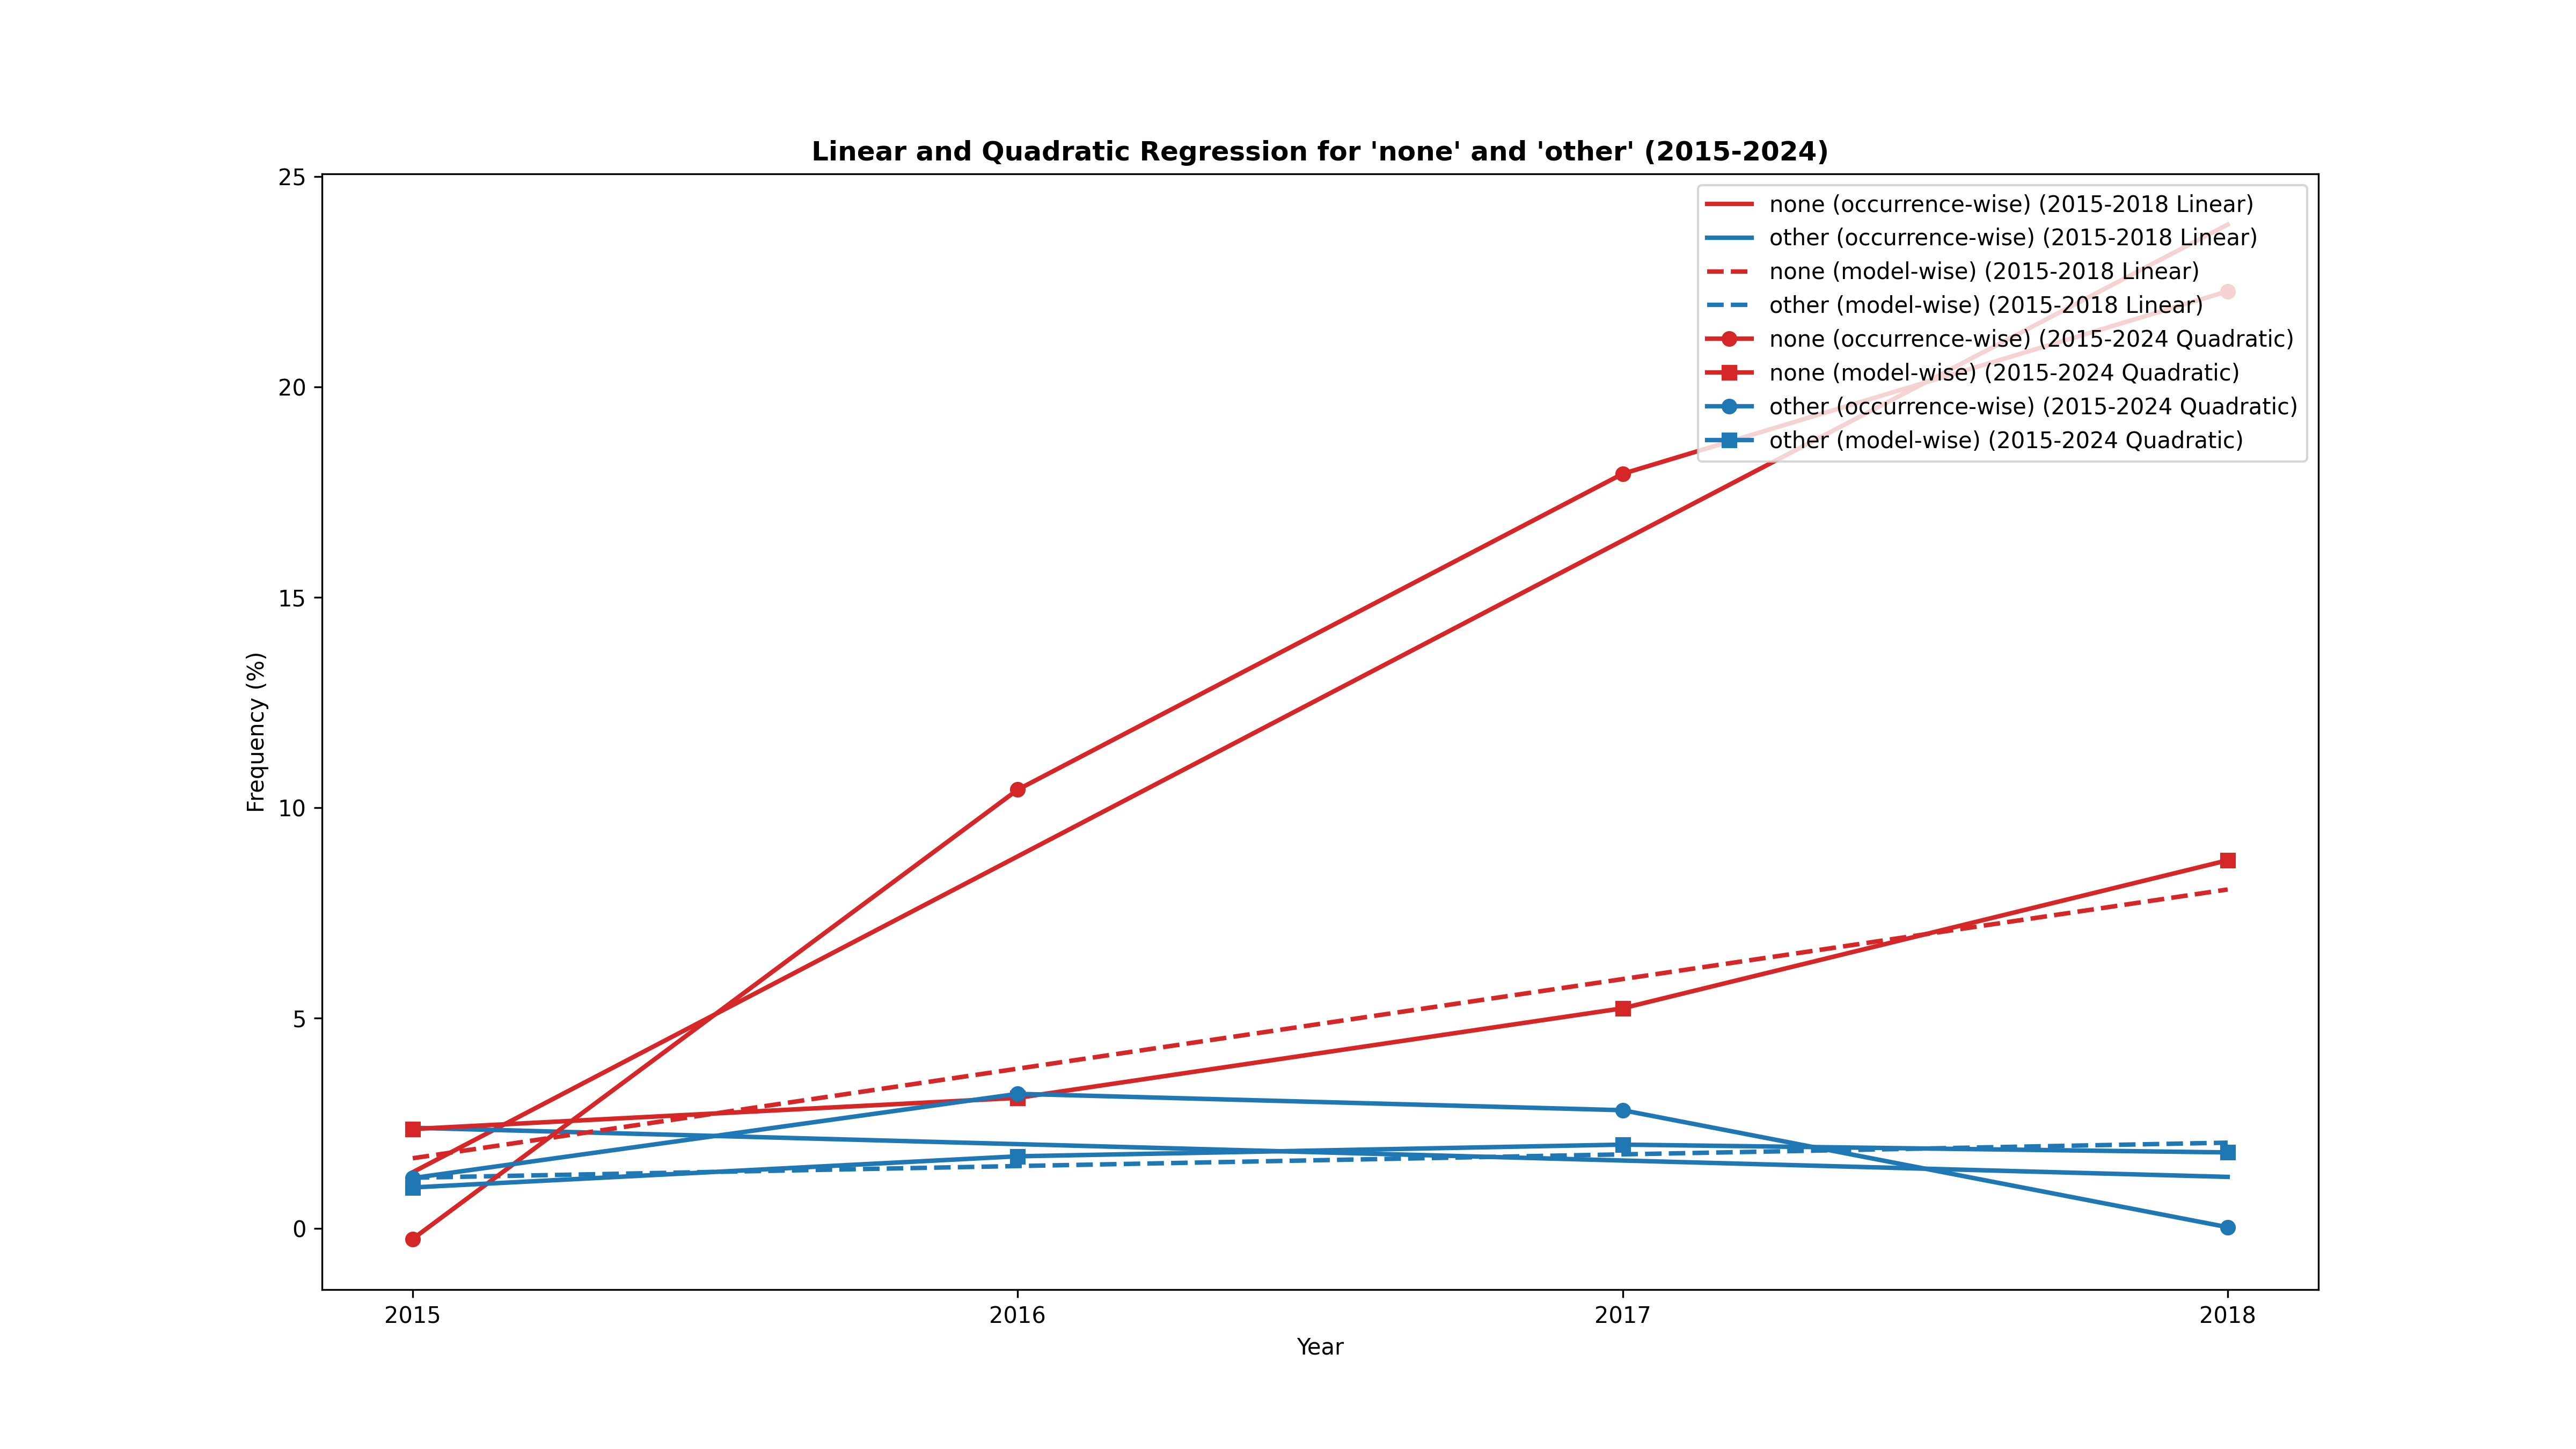 Linear and Quadratic Regression for 'none' and 'other' (2015-2024)
25
20
15
10
5
0
Frequency (%)
none (occurrence-wise) (2015-2018 Linear)
other (occurrence-wise) (2015-2018 Linear)
none (model-wise) (2015-2018 Linear)
other (model-wise) (2015-2018 Linear)
none (occurrence-wise) (2015-2024 Quadratic)
none (model-wise) (2015-2024 Quadratic)
other (occurrence-wise) (2015-2024 Quadratic)
other (model-wise) (2015-2024 Quadratic)
2015 2016 2017 2018
Year